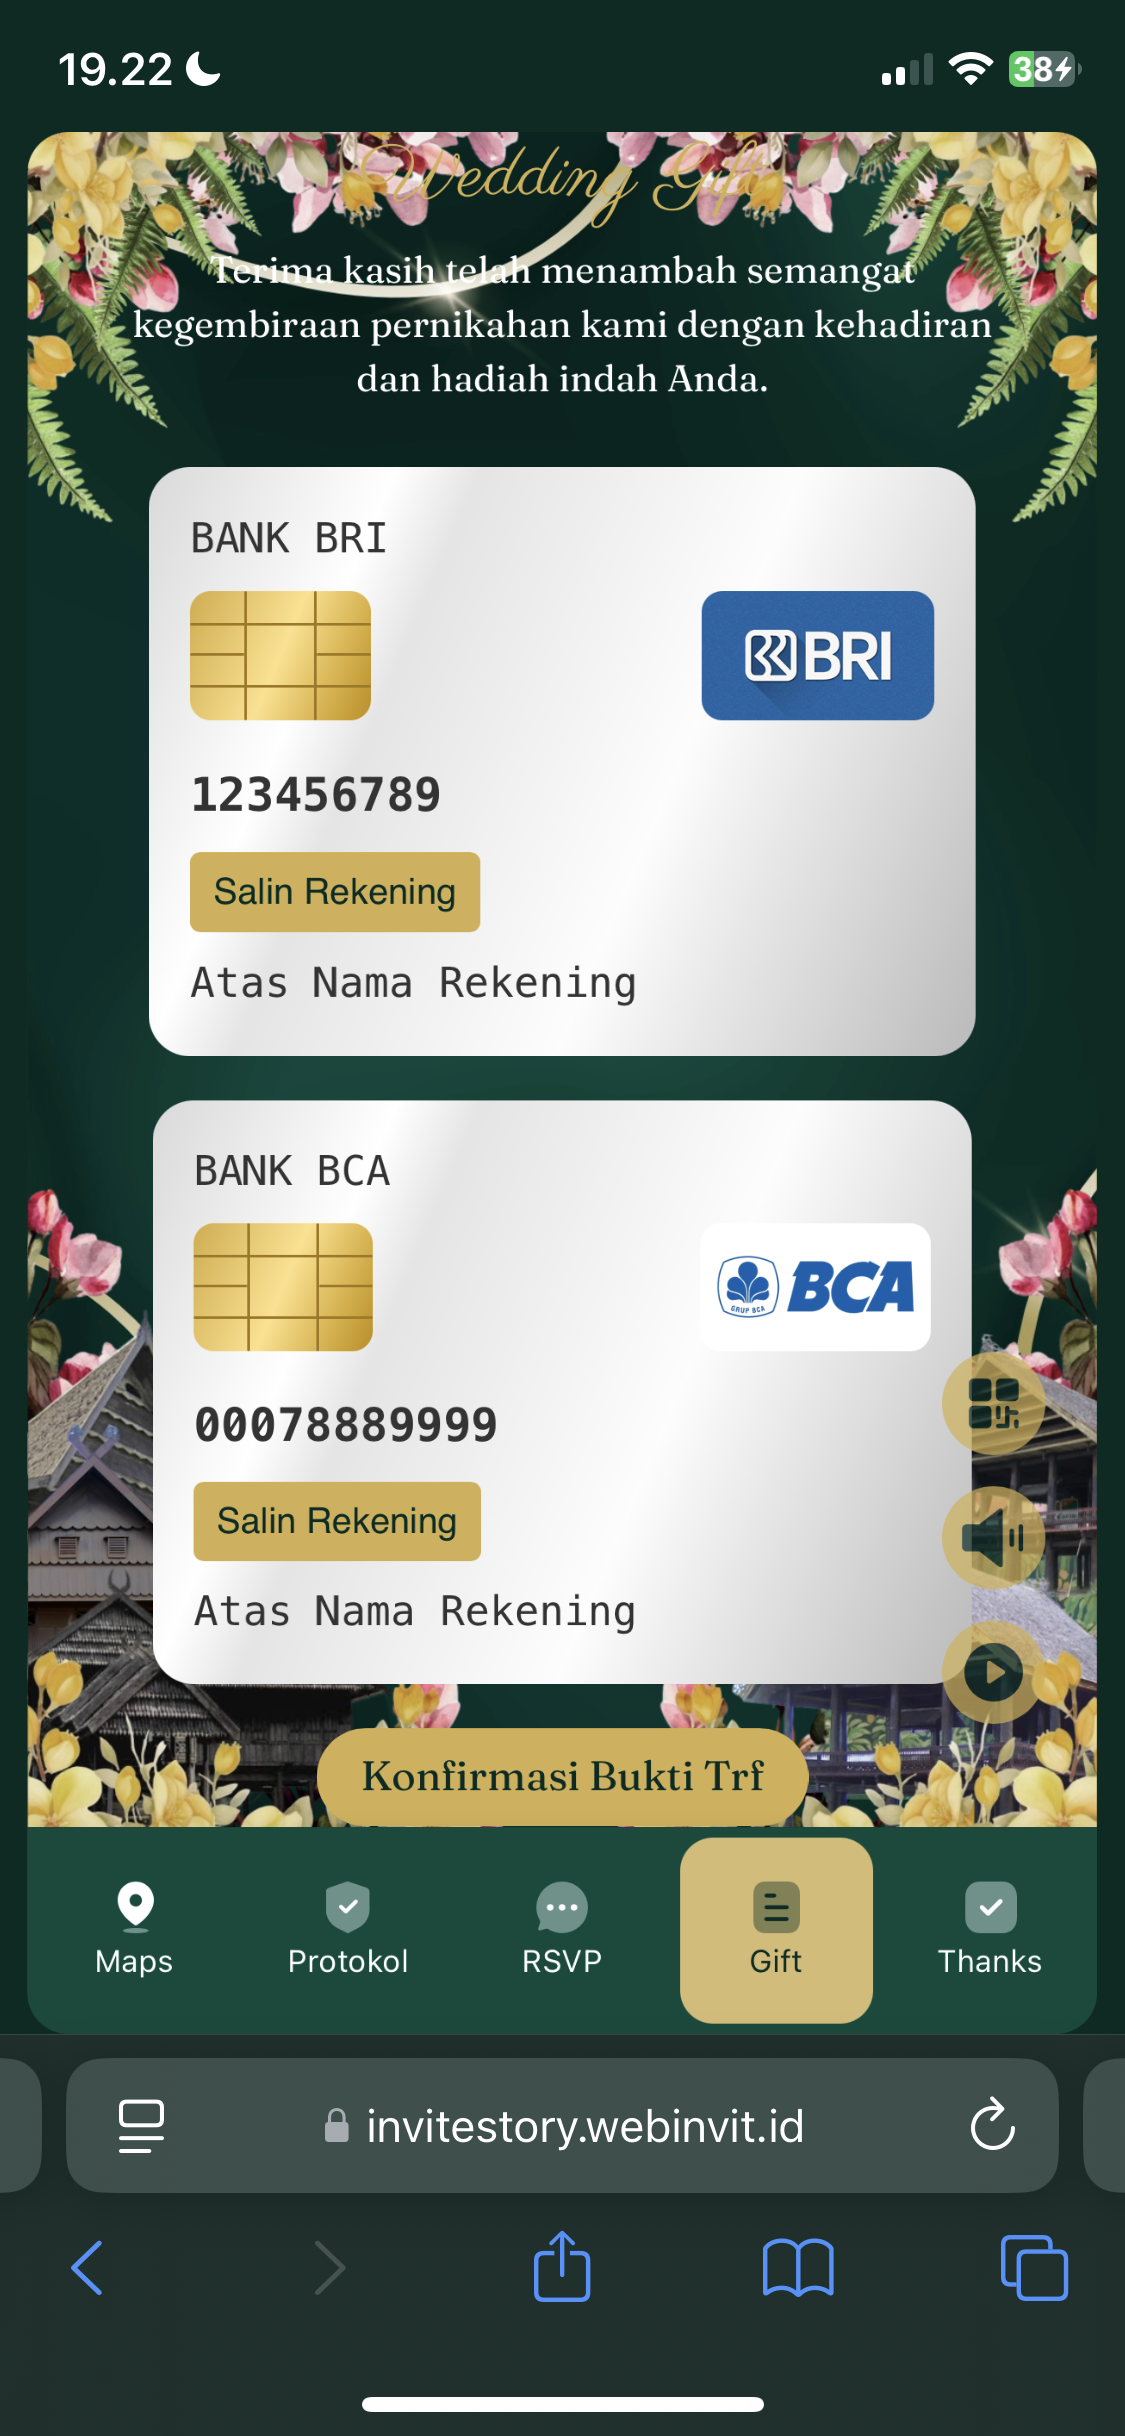 19.22
38
Wedding Gift
Terima kasih telah menambah semangat
kegembiraan pernikahan kami dengan kehadiran
dan hadiah indah Anda.
BANK BRI
BRI
123456789
Salin Rekening
Atas Nama Rekening
BANK BCA
GRUP BCA
BCA
00078889999
Salin Rekening
Atas Nama Rekening
Konfirmasi Bukti Trf
Maps
Protokol
RSVP
Gift
Thanks
invitestory.webinvit.id